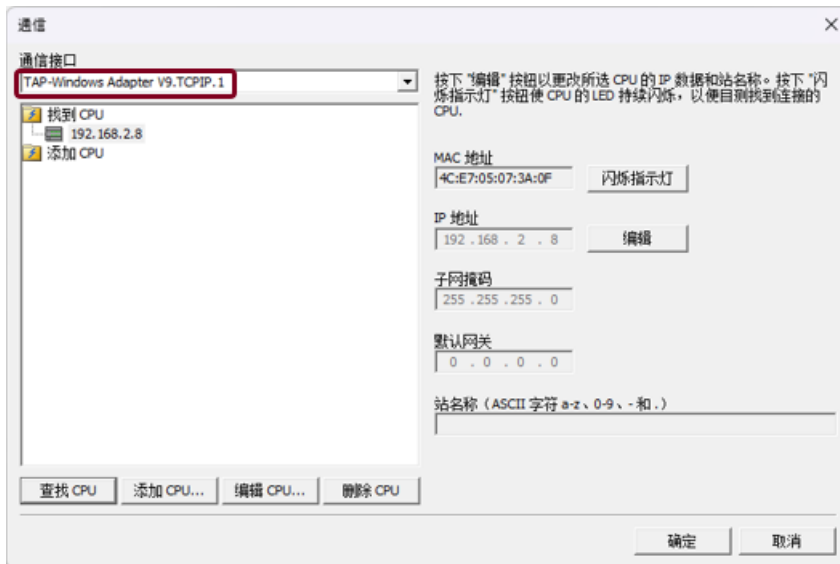 通信
通信接口
TAP-Windows Adapter V9.TCPIP.1
找到 CPU
192.168.2.8
添加 CPU
查找 CPU
添加 CPU...
编辑 CPU...
删除 CPU
按下 "编辑" 按钮以更改所选 CPU 的 IP 数据和站名称。按下 "闪
烁指示灯" 按钮使 CPU 的 LED 持续闪烁，以便目测找到连接的
CPU.
MAC 地址
4C:E7:05:07:3A:0F
闪烁指示灯
IP 地址
192 .168 . 2 . 8
编辑
子网掩码
255 .255 .255 . 0
默认网关
0 . 0 . 0 . 0
站名称（ASCII 字符 a-z、0-9、- 和 .）
确定
取消